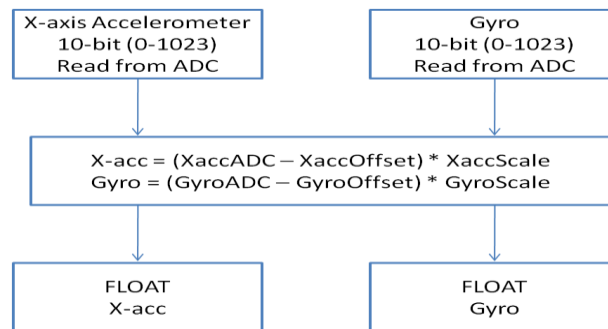 X-axis Accelerometer
10-bit (0-1023)
Read from ADC
Gyro
10-bit (0-1023)
Read from ADC
X-acc = (XaccADC – XaccOffset) * XaccScale
Gyro = (GyroADC – GyroOffset) * GyroScale
FLOAT
X-acc
FLOAT
Gyro